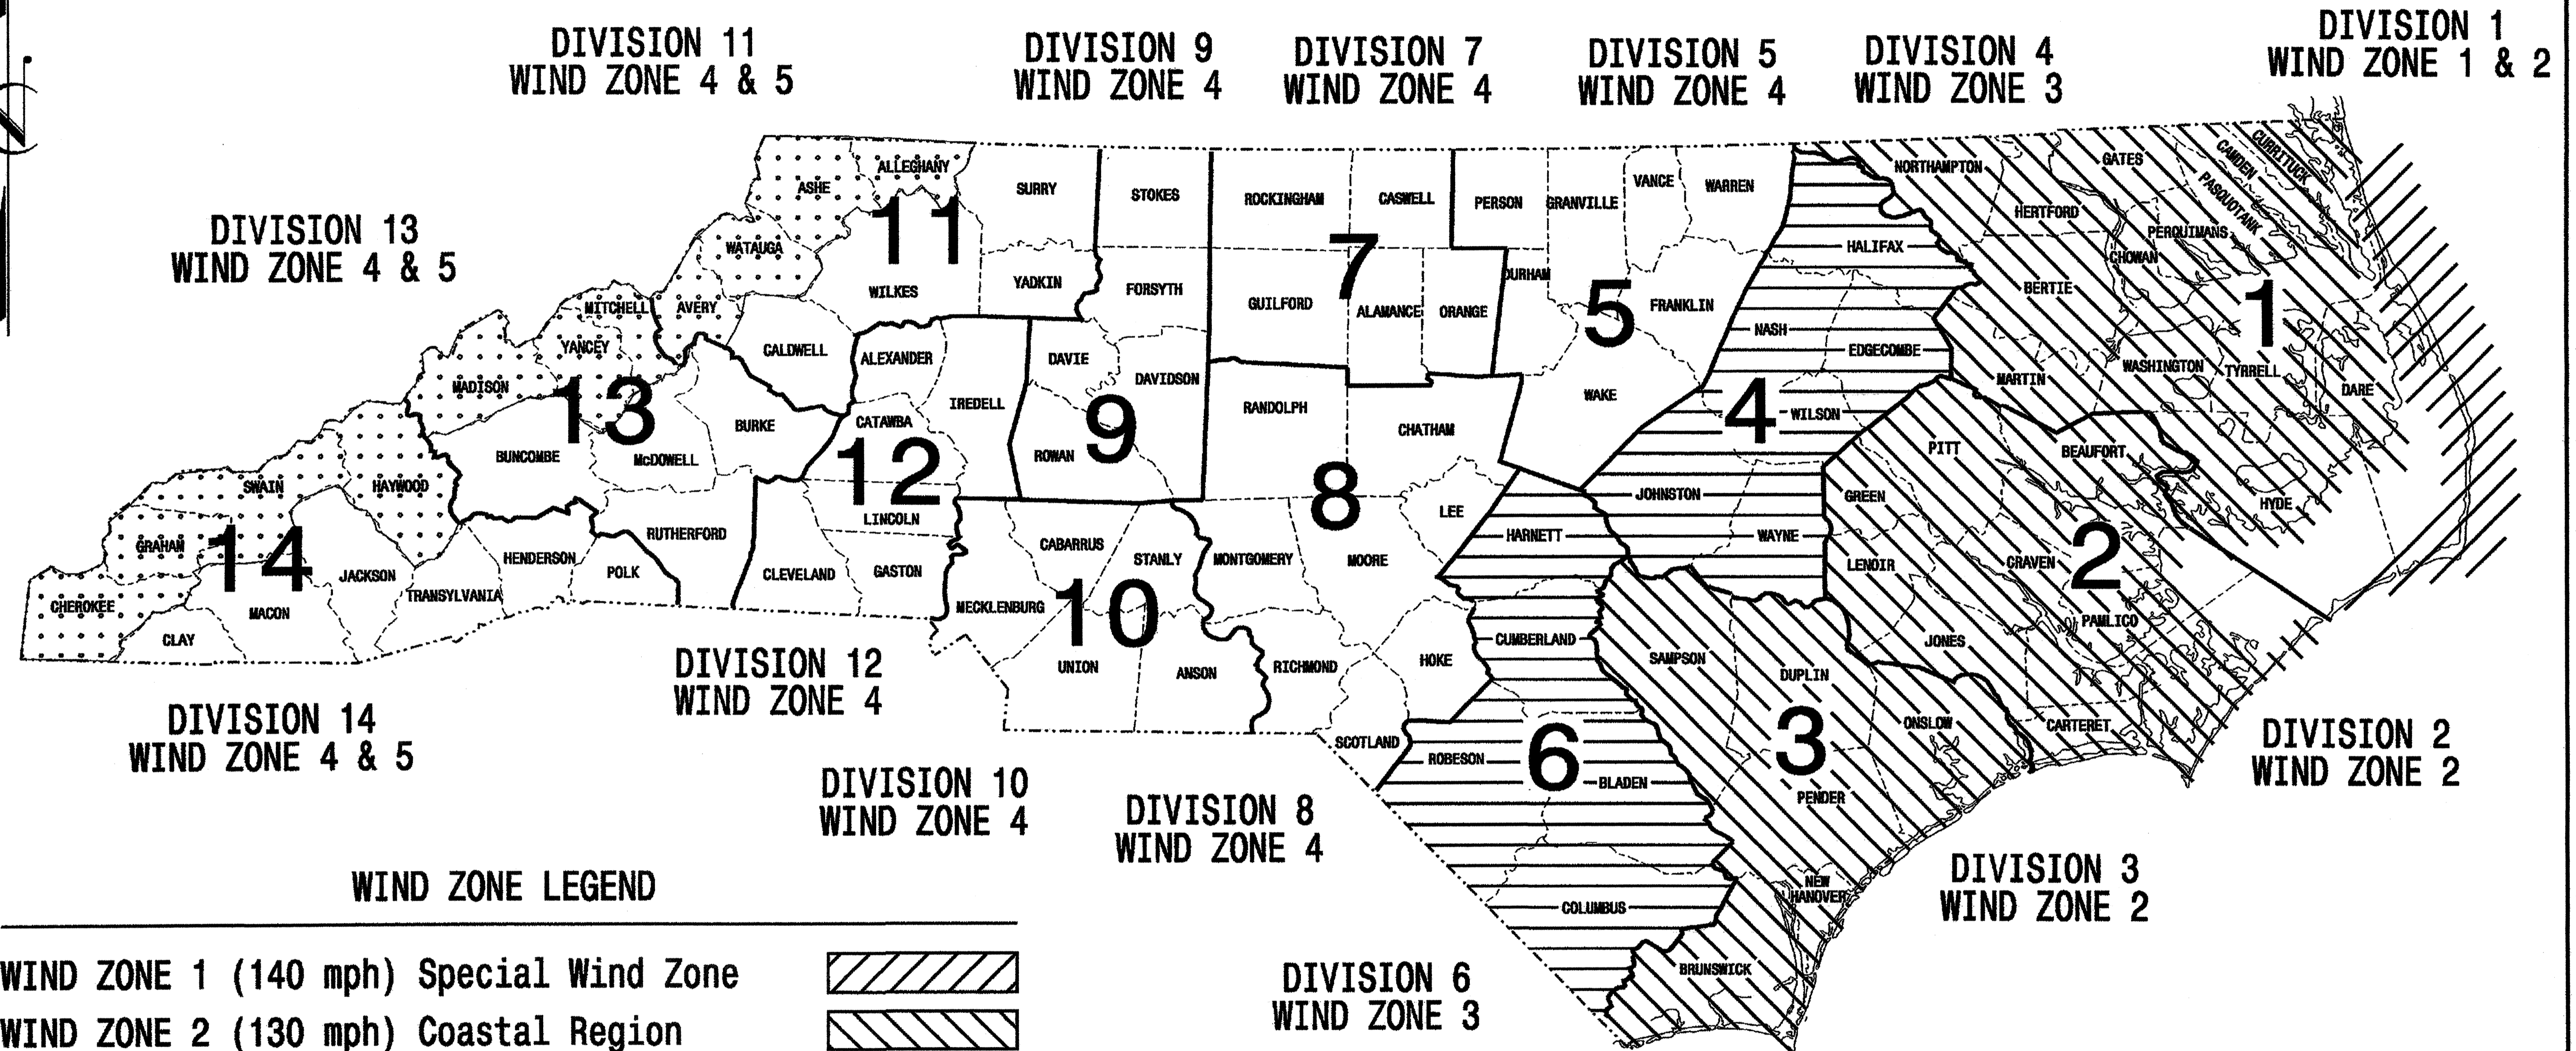 DIVISION 11
WIND ZONE 4 & 5
DIVISION 9
WIND ZONE 4
DIVISION 7
WIND ZONE 4
DIVISION 5
WIND ZONE 4
DIVISION 4
WIND ZONE 3
DIVISION 1
WIND ZONE 1 & 2
DIVISION 13
WIND ZONE 4 & 5
ASHE
ALLEGHANY
WATAUGA
11
WILKES
SURRY
YADKIN
AVERY
CALDWELL
STOKES
FORSYTH
DAVIE
DAVIDSON
9
ROWAN
ROCKINGHAM
CASWELL
7
GUILFORD
ALAMANCE
ORANGE
PERSON
GRANVILLE
VANCE
WARREN
DURHAM
5
FRANKLIN
WAKE
HALIFAX
NASH
EDGECOMBE
4
WILSON
JOHNSTON
WAYNE
NORTHAMPTON
GATES
CAMDEN
CURRITUCK
PASQUOTANK
HERTFORD
PERQUIMANS
CHOWAN
BERTIE
1
MARTIN
WASHINGTON
TYRRELL
DARE
HYDE
MITCHELL
YANCEY
MADISON
13
BUNCOMBE
McDOWELL
BURKE
RUTHERFORD
ALEXANDER
IREDELL
CATAWBA
12
LINCOLN
CLEVELAND
GASTON
SWAIN
HAYWOOD
GRAHAM
14
CHEROKEE
CLAY
MACON
JACKSON
TRANSYLVANIA
HENDERSON
POLK
CABARRUS
STANLY
MECKLENBURG
10
UNION
ANSON
RANDOLPH
CHATHAM
8
LEE
MONTGOMERY
MOORE
RICHMOND
HOKE
SCOTLAND
HARNETT
CUMBERLAND
6
ROBESON
BLADEN
COLUMBUS
PITT
BEAUFORT
GREEN
2
LENOIR
CRAVEN
PAMLICO
JONES
CARTERET
SAMPSON
DUPLIN
3
ONSLOW
PENDER
NEW
HANOVER
BRUNSWICK
DIVISION 14
WIND ZONE 4 & 5
DIVISION 12
WIND ZONE 4
DIVISION 10
WIND ZONE 4
DIVISION 8
WIND ZONE 4
DIVISION 6
WIND ZONE 3
DIVISION 2
WIND ZONE 2
DIVISION 3
WIND ZONE 2
WIND ZONE LEGEND
WIND ZONE 1 (140 mph) Special Wind Zone
WIND ZONE 2 (130 mph) Coastal Region